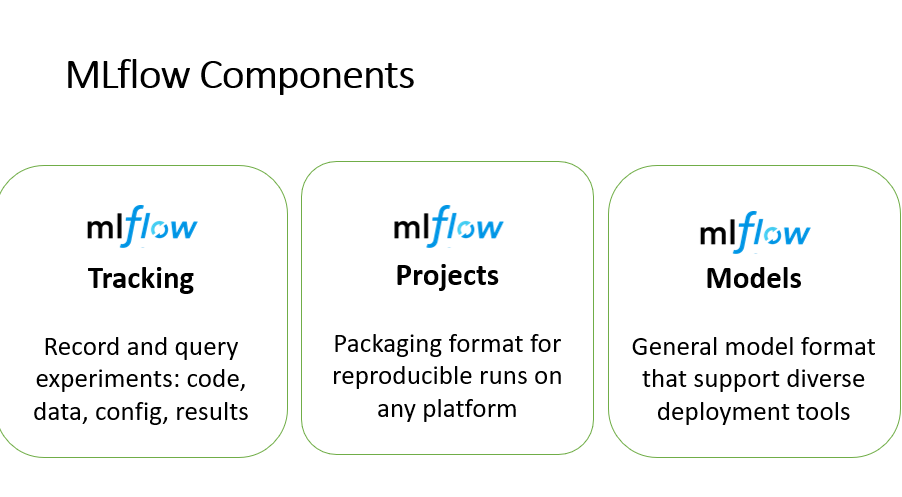 MLflow Components
mlflow
Tracking
Record and query
experiments: code,
data, config, results
mlflow
Projects
Packaging format for
reproducible runs on
any platform
mlflow
Models
General model format
that support diverse
deployment tools